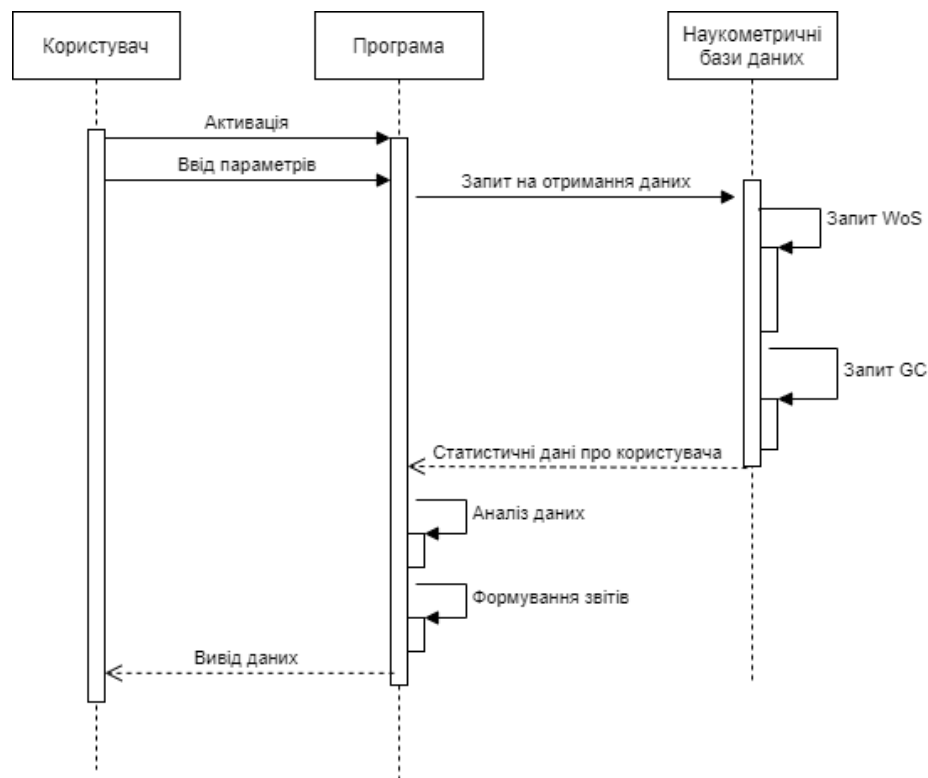 Користувач
Програма
Наукометричні
бази даних
Активація
Ввід параметрів
Запит на отримання даних
Запит WoS
Запит GC
Статистичні дані про користувача
Аналіз даних
Формування звітів
Вивід даних